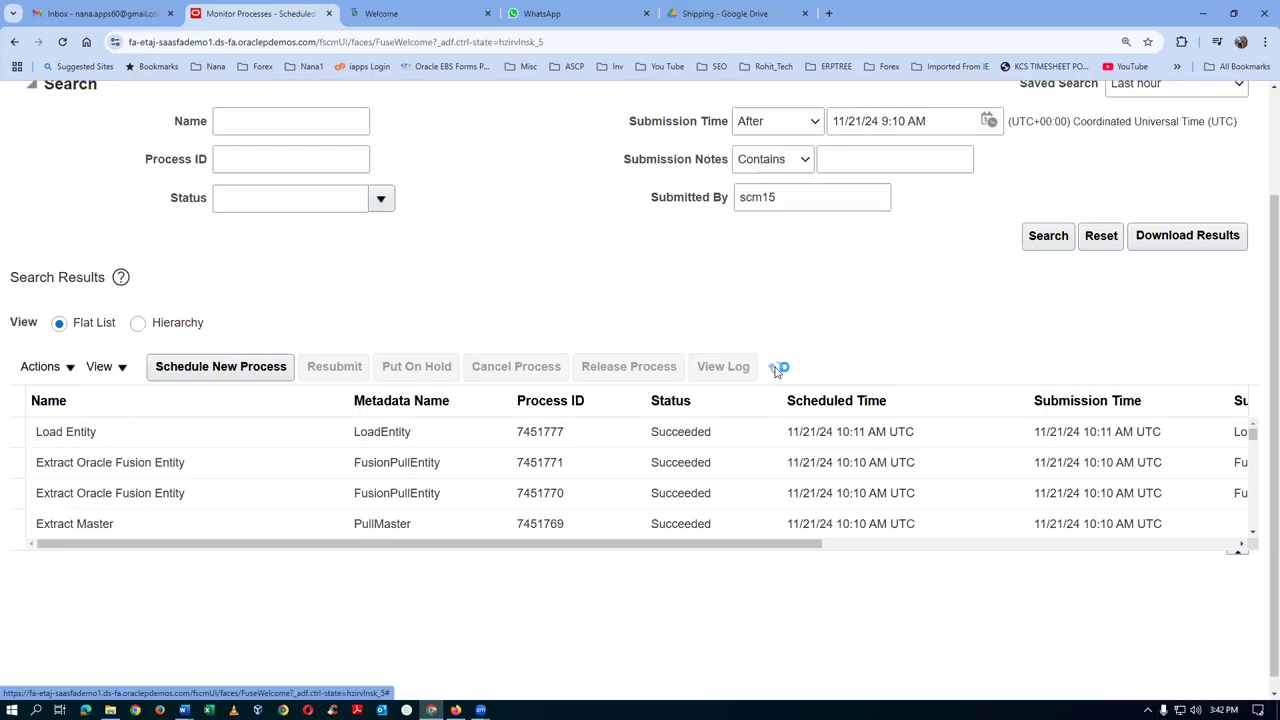 Inbox - nana.apps60@gmail.co
Monitor Processes - Scheduled
Welcome
WhatsApp
Shipping - Google Drive
fa-etaj-saasfademo1.ds-fa.oraclepdemos.com/fscmUI/faces/FuseWelcome?_adf.ctrl-state=hzirvlnsk_5
Suggested Sites
Bookmarks
Nana
Forex
Nana1
iapps Login
Oracle EBS Forms P...
Misc
ASCP
Inv
You Tube
SEO
Rohit_Tech
ERPTREE
Forex
Imported From IE
KCS TIMESHEET PO...
YouTube
All Bookmarks
Search
Saved Search Last hour
Name
Submission Time After 11/21/24 9:10 AM (UTC+00:00) Coordinated Universal Time (UTC)
Process ID
Submission Notes Contains
Status
Submitted By scm15
Search Reset Download Results
Search Results ?
View Flat List Hierarchy
Actions View Schedule New Process Resubmit Put On Hold Cancel Process Release Process View Log
Name Metadata Name Process ID Status Scheduled Time Submission Time Su
Load Entity LoadEntity 7451777 Succeeded 11/21/24 10:11 AM UTC 11/21/24 10:11 AM UTC Lo
Extract Oracle Fusion Entity FusionPullEntity 7451771 Succeeded 11/21/24 10:10 AM UTC 11/21/24 10:10 AM UTC Fu
Extract Oracle Fusion Entity FusionPullEntity 7451770 Succeeded 11/21/24 10:10 AM UTC 11/21/24 10:10 AM UTC Fu
Extract Master PullMaster 7451769 Succeeded 11/21/24 10:10 AM UTC 11/21/24 10:10 AM UTC
https://fa-etaj-saasfademo1.ds-fa.oraclepdemos.com/fscmUI/faces/FuseWelcome?_adf.ctrl-state=hzirvlnsk_5#
3:42 PM